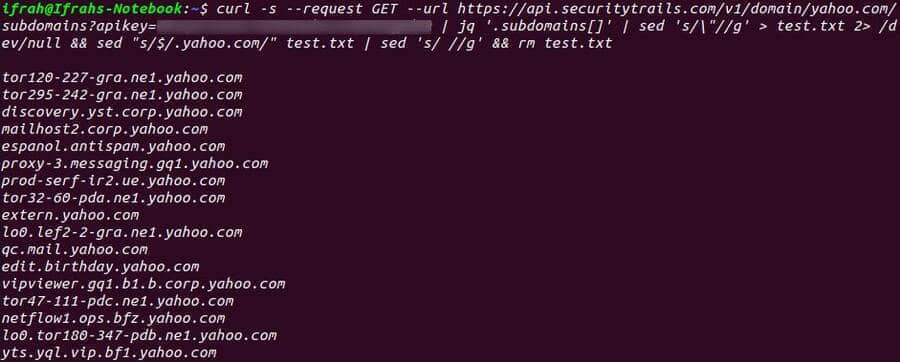 ifrah@Ifrahs-Notebook:~$ curl -s --request GET --url https://api.securitytrails.com/v1/domain/yahoo.com/
subdomains?apikey= | jq '.subdomains[]' | sed 's/\"//g' > test.txt 2> /d
ev/null && sed "s/$/.yahoo.com/" test.txt | sed 's/ //g' && rm test.txt
tor120-227-gra.ne1.yahoo.com
tor295-242-gra.ne1.yahoo.com
discovery.yst.corp.yahoo.com
mailhost2.corp.yahoo.com
espanol.antispam.yahoo.com
proxy-3.messaging.gq1.yahoo.com
prod-serf-ir2.ue.yahoo.com
tor32-60-pda.ne1.yahoo.com
extern.yahoo.com
lo0.lef2-2-gra.ne1.yahoo.com
qc.mail.yahoo.com
edit.birthday.yahoo.com
vipviewer.gq1.b1.b.corp.yahoo.com
tor47-111-pdc.ne1.yahoo.com
netflow1.ops.bfz.yahoo.com
lo0.tor180-347-pdb.ne1.yahoo.com
yts.yql.vip.bf1.yahoo.com